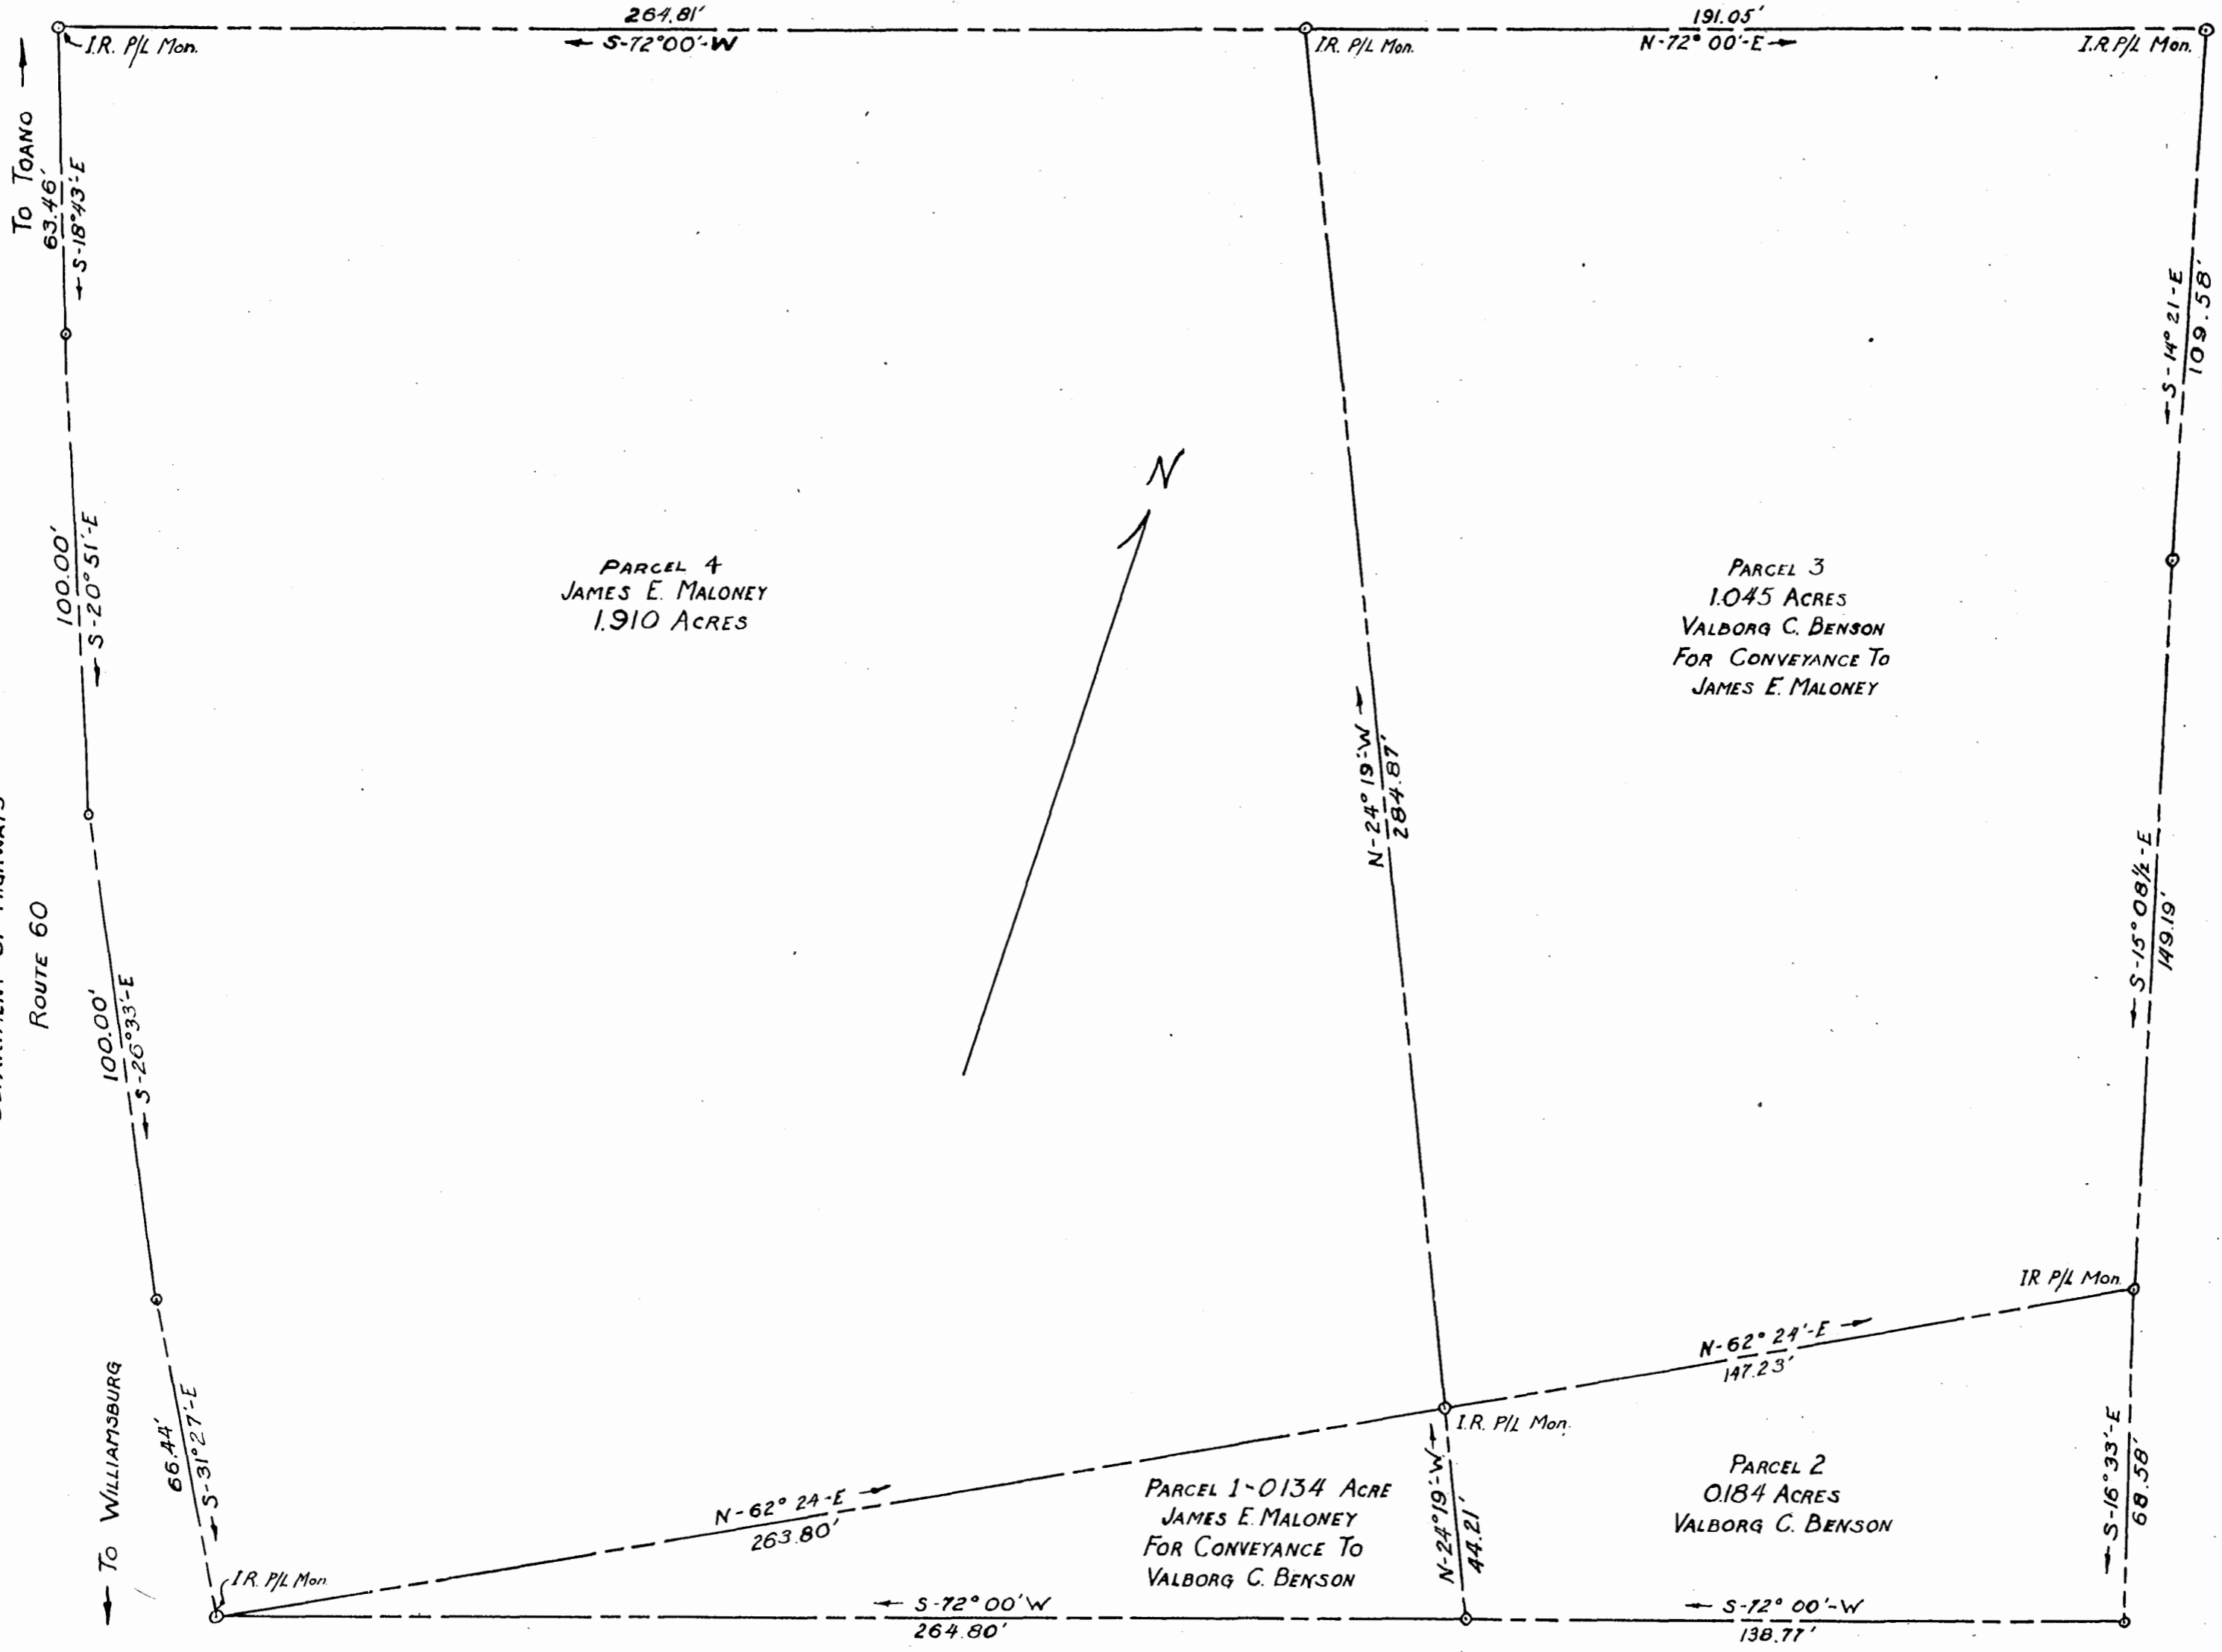 264.81'
← S-72°00'-W
191.05'
N-72° 00'-E →
I.R. P/L Mon.
I.R. P/L Mon.
I.R. P/L Mon.
To TOANO →
63.46'
← S-18°43'-E
S-14° 21-E
109.58'
N
100.00'
← S-20°51'-E
PARCEL 4
JAMES E. MALONEY
1.910 ACRES
PARCEL 3
1.045 ACRES
VALBORG C. BENSON
FOR CONVEYANCE TO
JAMES E. MALONEY
N-24° 19'-W →
284.87'
HIGHWAYS
ROUTE 60
← S-15° 08½-E
149.19'
100.00'
← S-26°33'-E
IR P/L Mon.
N-62° 24'-E →
147.23'
← To WILLIAMSBURG
66.44'
← S-31°27'-E
I.R. P/L Mon.
N-62° 24-E →
263.80'
PARCEL 1-0134 ACRE
JAMES E. MALONEY
FOR CONVEYANCE TO
VALBORG C. BENSON
N-24° 19'-W →
44.21'
PARCEL 2
0.184 ACRES
VALBORG C. BENSON
← S-16° 33'-E
68.58'
I.R. P/L Mon.
← S-72° 00' W
264.80'
← S-72° 00'-W
138.77'